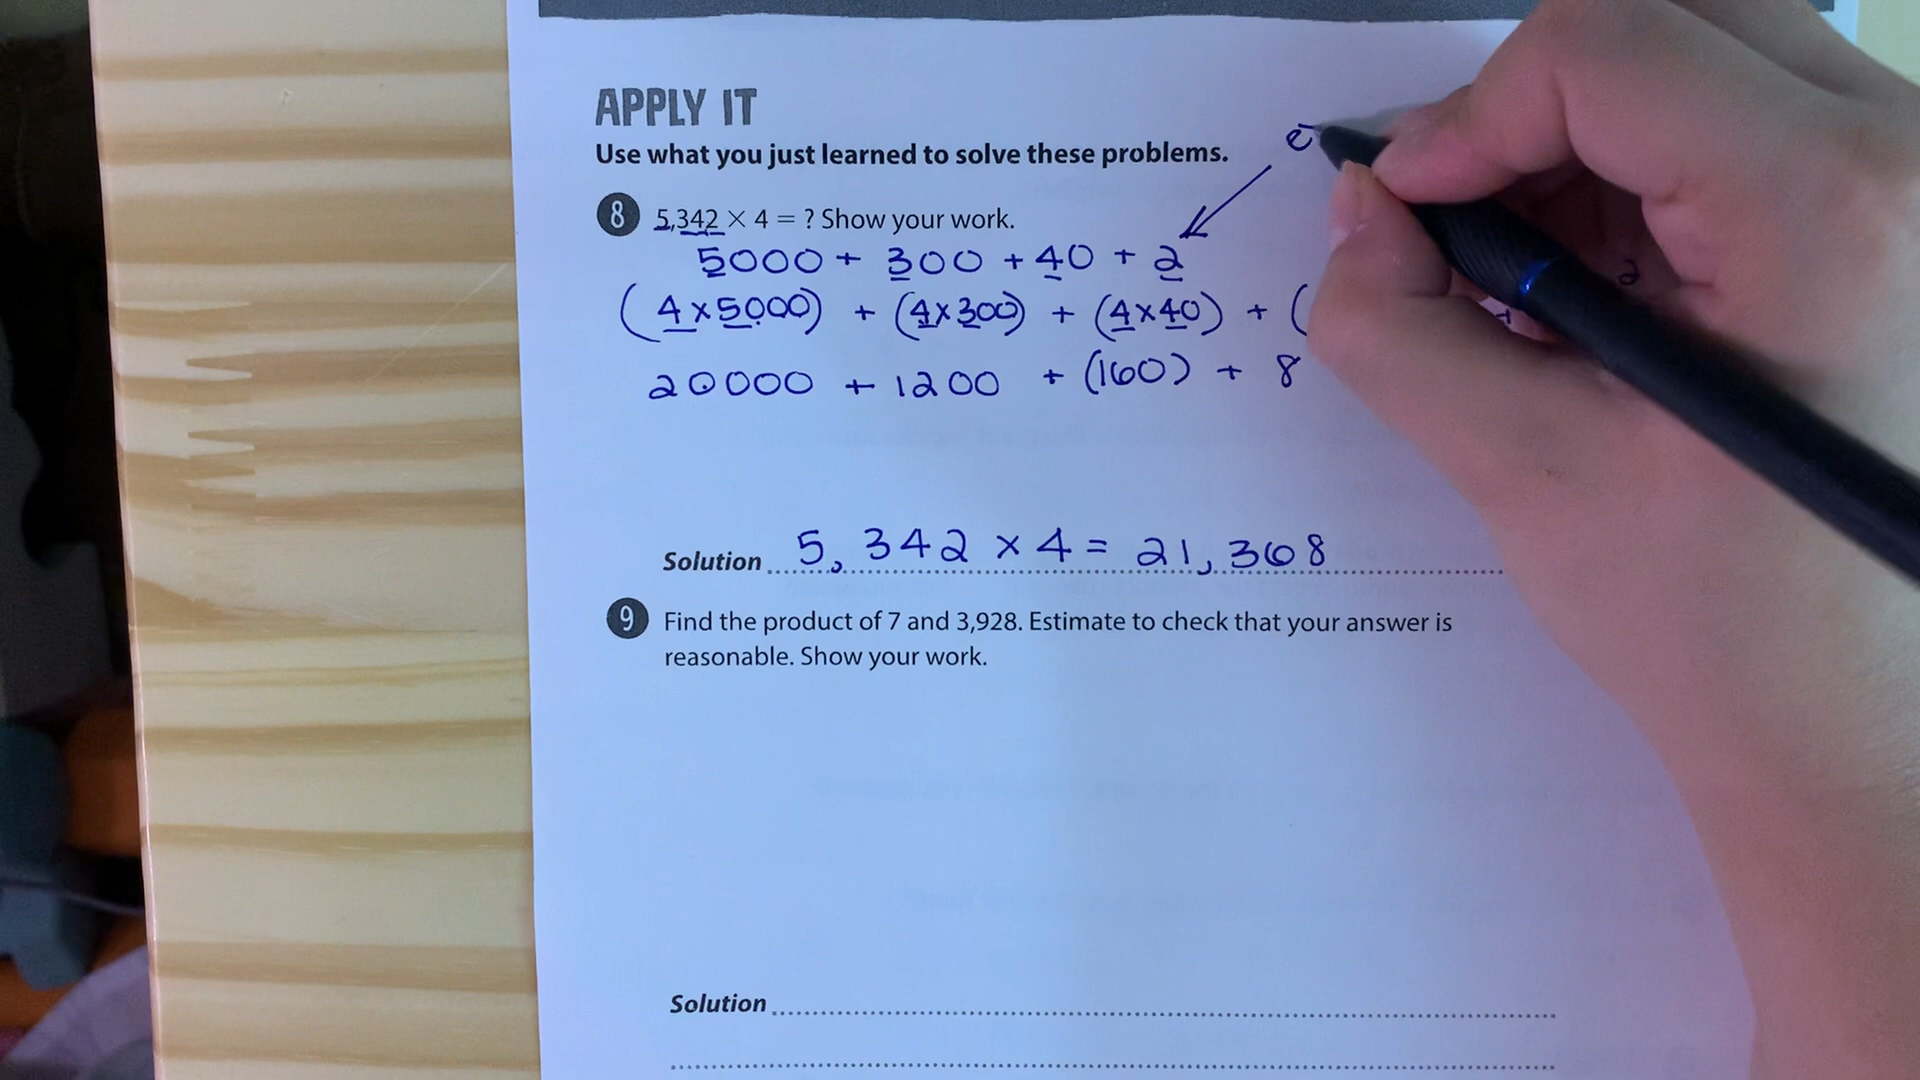 APPLY IT
Use what you just learned to solve these problems.
8 5,342 × 4 = ? Show your work.
5000 + 300 + 40 + 2
(4×5000) + (4×300) + (4×40) + (
20000 + 1200 + (160) + 8
Solution 5,342 × 4 = 21,368
9 Find the product of 7 and 3,928. Estimate to check that your answer is
reasonable. Show your work.
Solution